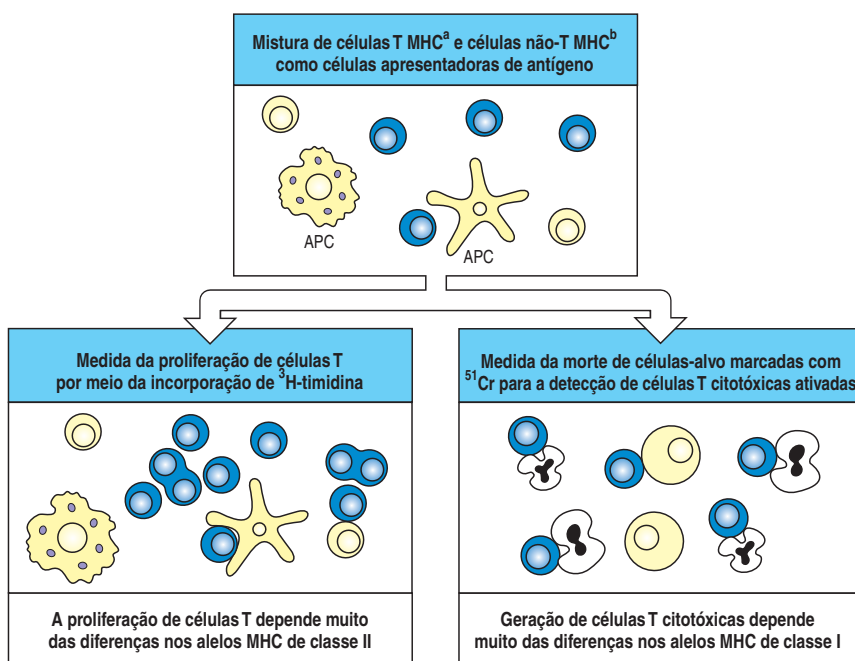 Mistura de células T MHCᵃ e células não-T MHCᵇ
como células apresentadoras de antígeno
APC
APC
Medida da proliferação de células T
por meio da incorporação de ³H-timidina
A proliferação de células T depende muito
das diferenças nos alelos MHC de classe II
Medida da morte de células-alvo marcadas com
⁵¹Cr para a detecção de células T citotóxicas ativadas
Geração de células T citotóxicas depende
muito das diferenças nos alelos MHC de classe I